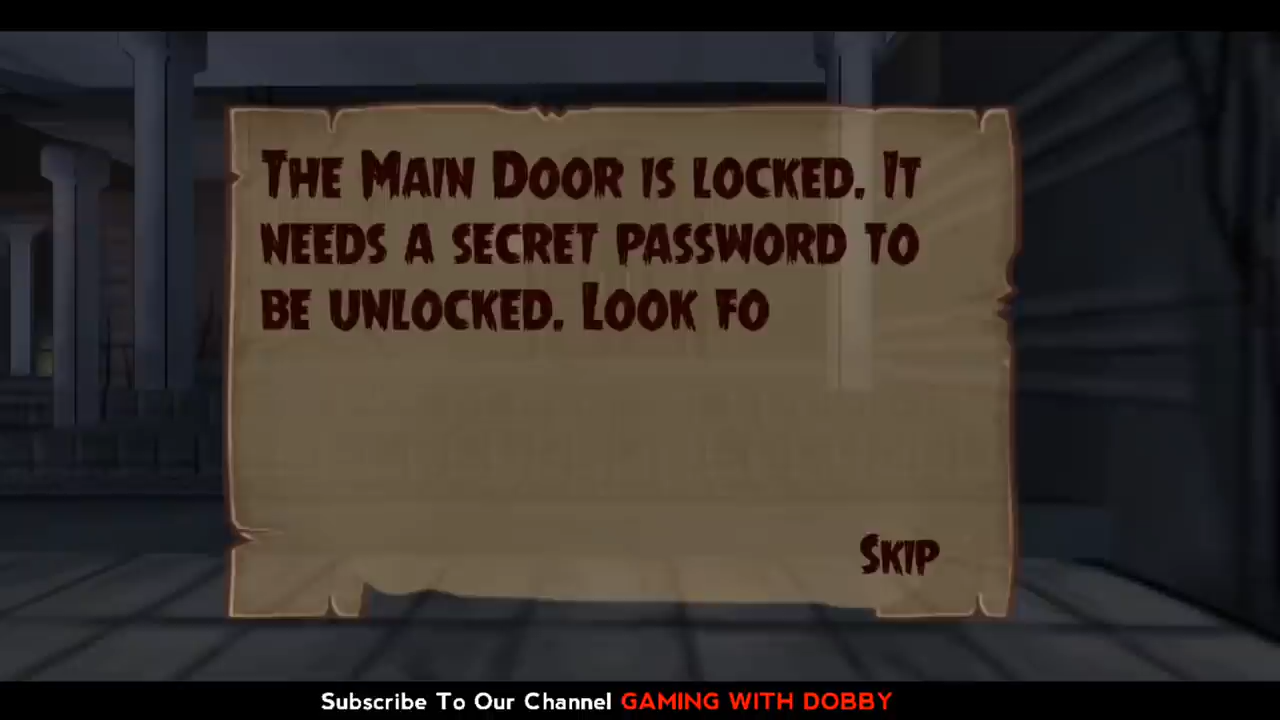 The Main Door is locked. It
needs a secret password to
be unlocked. Look fo
Skip
Subscribe To Our Channel GAMING WITH DOBBY